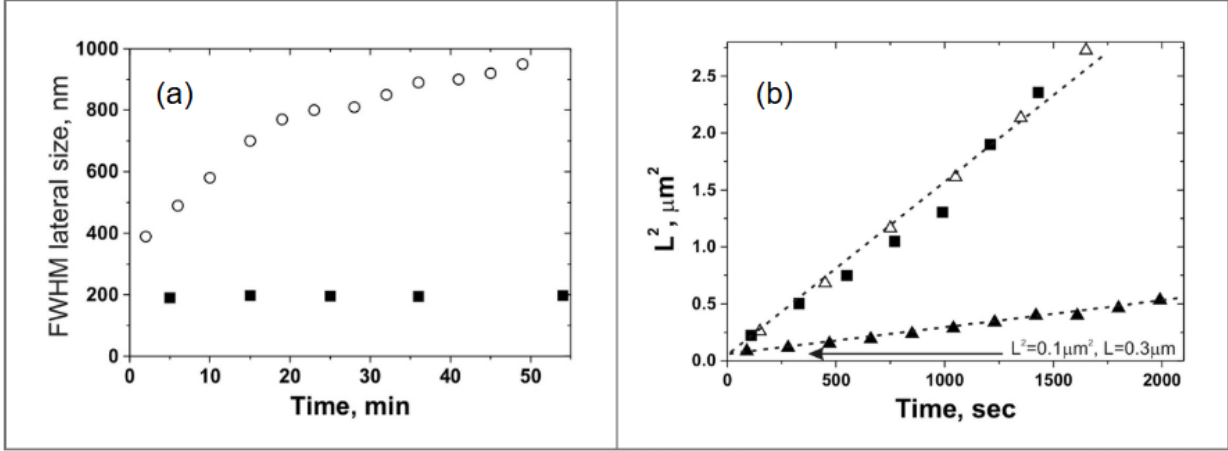 (a)
FWHM lateral size, nm
1000
800
600
400
200
0
0 10 20 30 40 50
Time, min
(b)
L², μm²
2.5
2.0
1.5
1.0
0.5
0.0
L²=0.1μm², L=0.3μm
0 500 1000 1500 2000
Time, sec